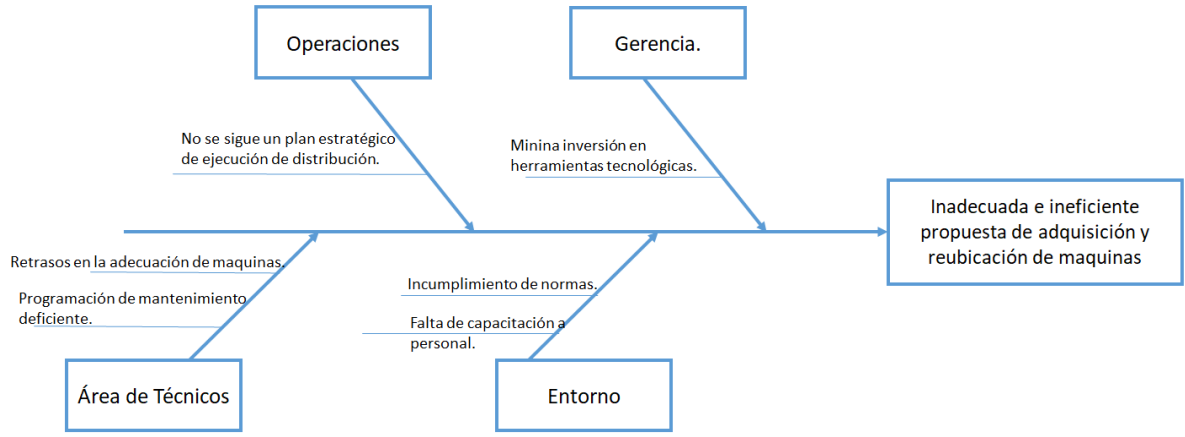 Operaciones
Gerencia.
No se sigue un plan estratégico
de ejecución de distribución.
Minina inversión en
herramientas tecnológicas.
Inadecuada e ineficiente
propuesta de adquisición y
reubicación de maquinas
Retrasos en la adecuación de maquinas.
Programación de mantenimiento
deficiente.
Incumplimiento de normas.
Falta de capacitación a
personal.
Área de Técnicos
Entorno